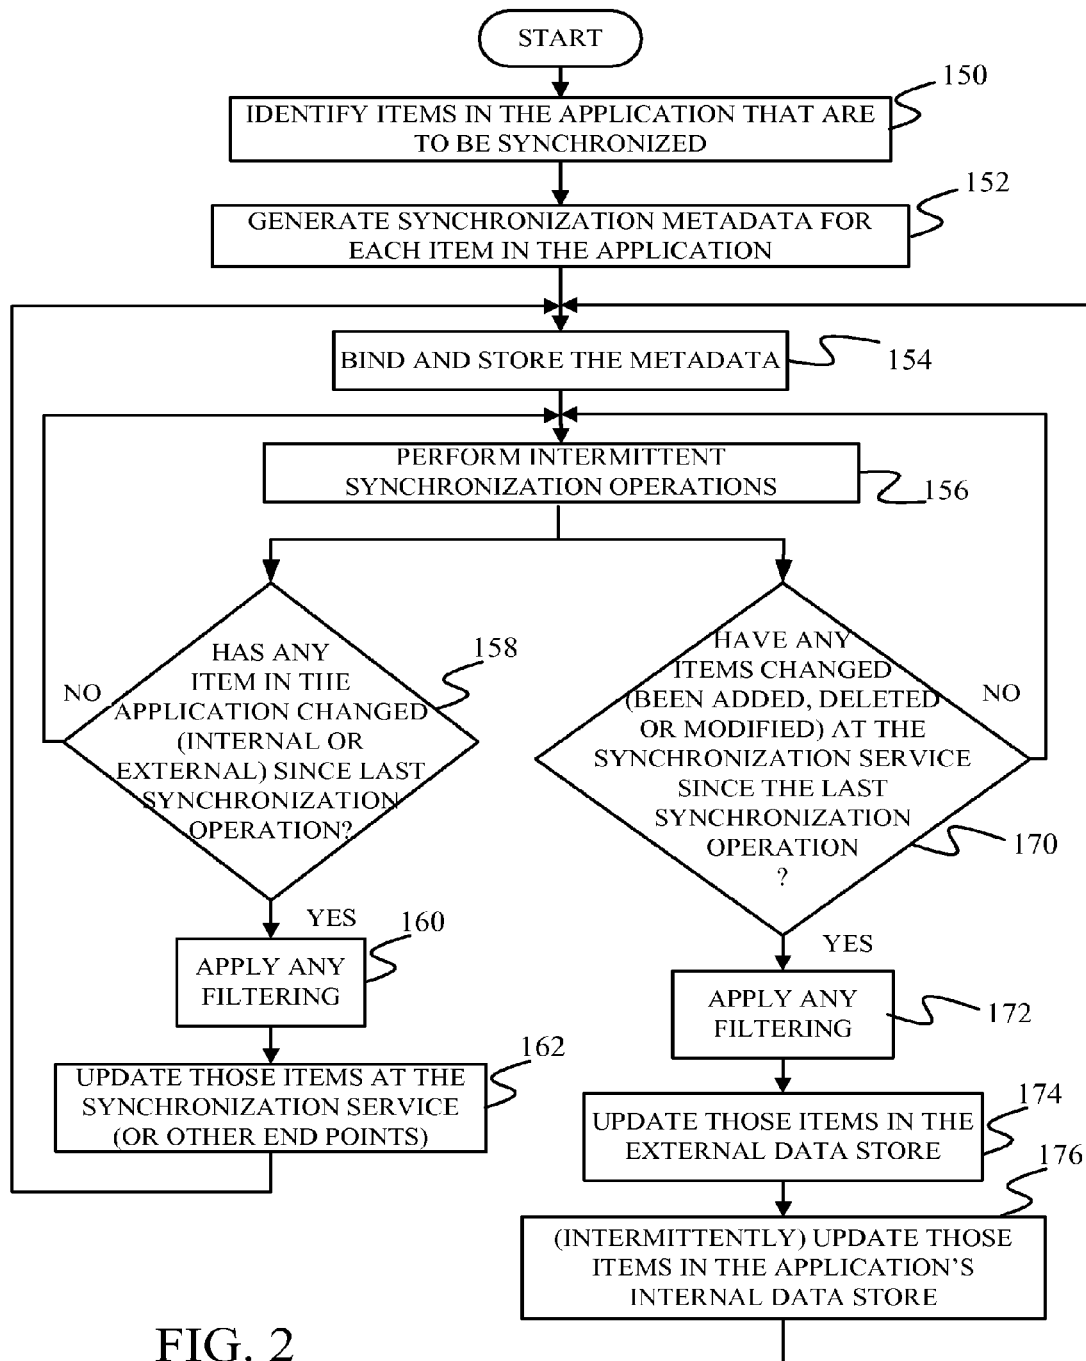 START
150
IDENTIFY ITEMS IN THE APPLICATION THAT ARE
TO BE SYNCHRONIZED
152
GENERATE SYNCHRONIZATION METADATA FOR
EACH ITEM IN THE APPLICATION
BIND AND STORE THE METADATA
154
PERFORM INTERMITTENT
SYNCHRONIZATION OPERATIONS
156
HAS ANY
ITEM IN THE
APPLICATION CHANGED
(INTERNAL OR
EXTERNAL) SINCE LAST
SYNCHRONIZATION
OPERATION?
158
NO
YES
160
APPLY ANY
FILTERING
162
UPDATE THOSE ITEMS AT THE
SYNCHRONIZATION SERVICE
(OR OTHER END POINTS)
HAVE ANY
ITEMS CHANGED
(BEEN ADDED, DELETED
OR MODIFIED) AT THE
SYNCHRONIZATION SERVICE
SINCE THE LAST
SYNCHRONIZATION
OPERATION
?
NO
170
YES
APPLY ANY
FILTERING
172
UPDATE THOSE ITEMS IN THE
EXTERNAL DATA STORE
174
176
(INTERMITTENTLY) UPDATE THOSE
ITEMS IN THE APPLICATION'S
INTERNAL DATA STORE
FIG. 2